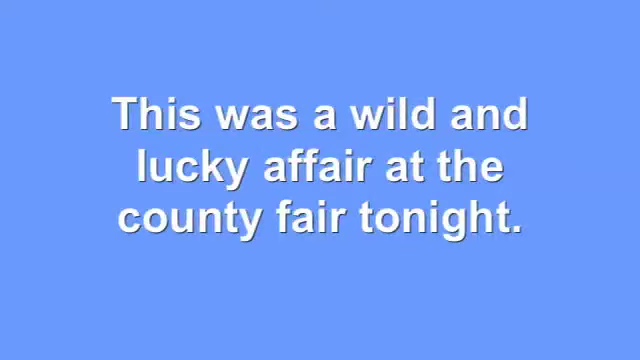 This was a wild and
lucky affair at the
county fair tonight.